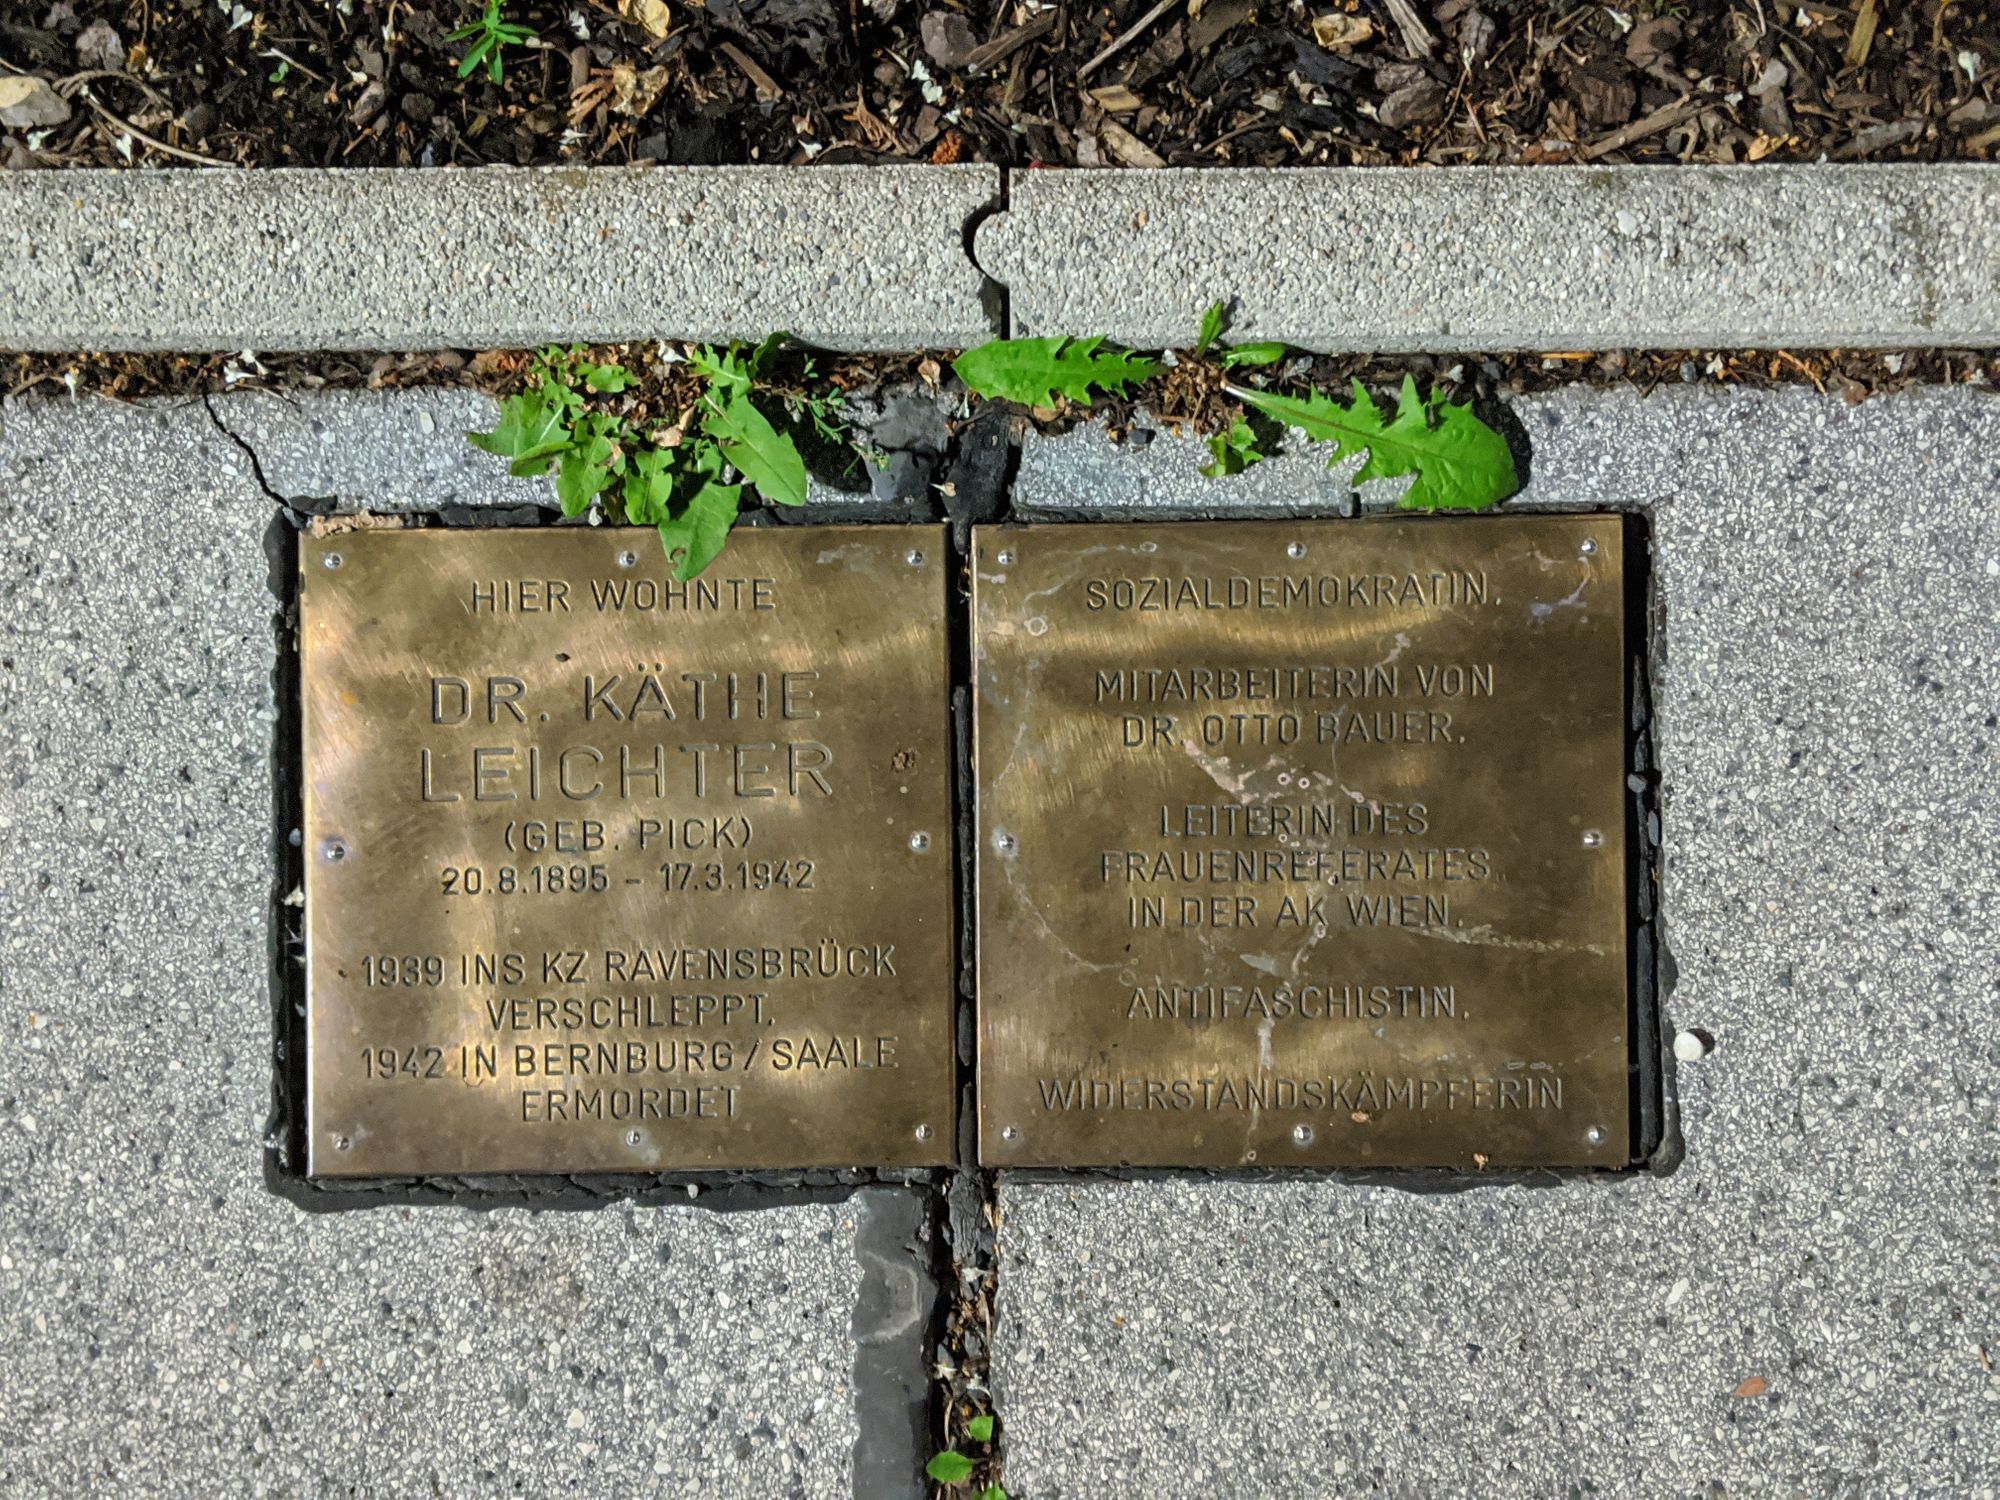 HIER WOHNTE
DR. KÄTHE
LEICHTER
(GEB. PICK)
20.8.1895 - 17.3.1942
1939 INS KZ RAVENSBRÜCK
VERSCHLEPPT.
1942 IN BERNBURG/SAALE
ERMORDET
SOZIALDEMOKRATIN.
MITARBEITERIN VON
DR. OTTO BAUER.
LEITERIN DES
FRAUENREFERATES
IN DER AK WIEN.
ANTIFASCHISTIN.
WIDERSTANDSKÄMPFERIN